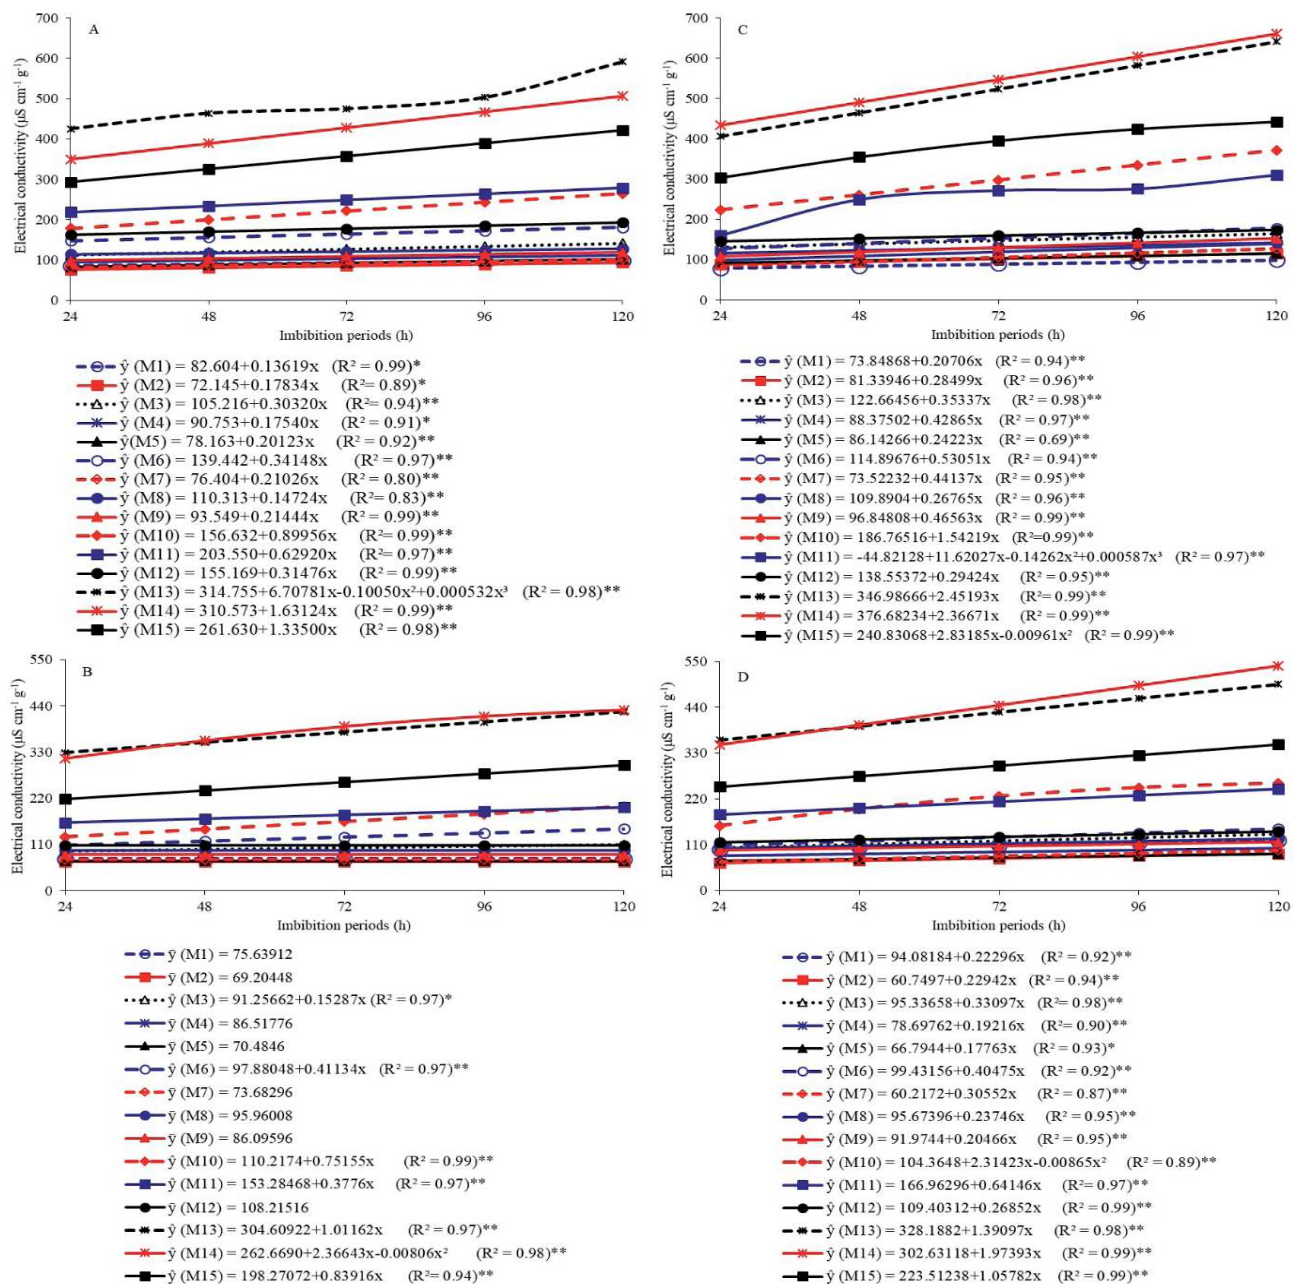 A
Electrical conductivity (µS cm⁻¹ g⁻¹)
700
600
500
400
300
200
100
0
24 48 72 96 120
Imbibition periods (h)
ŷ (M1) = 82.604+0.13619x (R² = 0.99)*
ŷ (M2) = 72.145+0.17834x (R²= 0.89)*
ŷ (M3) = 105.216+0.30320x (R² = 0.94)**
ŷ (M4) = 90.753+0.17540x (R² = 0.91)*
ŷ(M5) = 78.163+0.20123x (R² = 0.92)**
ŷ (M6) = 139.442+0.34148x (R² = 0.97)**
ŷ (M7) = 76.404+0.21026x (R² = 0.80)**
ŷ (M8) = 110.313+0.14724x (R²= 0.83)**
ŷ (M9) = 93.549+0.21444x (R² = 0.99)**
ŷ (M10) = 156.632+0.89956x (R² = 0.99)**
ŷ (M11) = 203.550+0.62920x (R² = 0.97)**
ŷ (M12) = 155.169+0.31476x (R² = 0.99)**
ŷ (M13) = 314.755+6.70781x-0.10050x²+0.000532x³ (R² = 0.98)**
ŷ (M14) = 310.573+1.63124x (R² = 0.99)**
ŷ (M15) = 261.630+1.33500x (R² = 0.98)**
C
Electrical conductivity (µS cm⁻¹ g⁻¹)
700
600
500
400
300
200
100
0
24 48 72 96 120
Imbibition periods (h)
ŷ (M1) = 73.84868+0.20706x (R² = 0.94)**
ŷ (M2) = 81.33946+0.28499x (R² = 0.96)**
ŷ (M3) = 122.66456+0.35337x (R² = 0.98)**
ŷ (M4) = 88.37502+0.42865x (R² = 0.97)**
ŷ (M5) = 86.14266+0.24223x (R² = 0.69)**
ŷ (M6) = 114.89676+0.53051x (R² = 0.94)**
ŷ (M7) = 73.52232+0.44137x (R² = 0.95)**
ŷ (M8) = 109.8904+0.26765x (R² = 0.96)**
ŷ (M9) = 96.84808+0.46563x (R² = 0.99)**
ŷ (M10) = 186.76516+1.54219x (R²=0.99)**
ŷ (M11) = -44.82128+11.62027x-0.14262x²+0.000587x³ (R² = 0.97)**
ŷ (M12) = 138.55372+0.29424x (R² = 0.95)**
ŷ (M13) = 346.98666+2.45193x (R²= 0.99)**
ŷ (M14) = 376.68234+2.36671x (R² = 0.99)**
ŷ (M15) = 240.83068+2.83185x-0.00961x² (R² = 0.99)**
B
Electrical conductivity (µS cm⁻¹ g⁻¹)
550
440
330
220
110
0
24 48 72 96 120
Imbibition periods (h)
ȳ (M1) = 75.63912
ȳ (M2) = 69.20448
ŷ (M3) = 91.25662+0.15287x (R² = 0.97)*
ȳ (M4) = 86.51776
ȳ (M5) = 70.4846
ŷ (M6) = 97.88048+0.41134x (R² = 0.97)**
ȳ (M7) = 73.68296
ȳ (M8) = 95.96008
ȳ (M9) = 86.09596
ŷ (M10) = 110.2174+0.75155x (R² = 0.99)**
ŷ (M11) = 153.28468+0.3776x (R² = 0.97)**
ȳ (M12) = 108.21516
ŷ (M13) = 304.60922+1.01162x (R² = 0.97)**
ŷ (M14) = 262.6690+2.36643x-0.00806x² (R² = 0.98)**
ŷ (M15) = 198.27072+0.83916x (R²= 0.94)**
D
Electrical conductivity (µS cm⁻¹ g⁻¹)
550
440
330
220
110
0
24 48 72 96 120
Imbibition periods (h)
ŷ (M1) = 94.08184+0.22296x (R² = 0.92)**
ŷ (M2) = 60.7497+0.22942x (R² = 0.94)**
ŷ (M3) = 95.33658+0.33097x (R²= 0.98)**
ŷ (M4) = 78.69762+0.19216x (R²= 0.90)**
ŷ (M5) = 66.7944+0.17763x (R² = 0.93)*
ŷ (M6) = 99.43156+0.40475x (R² = 0.92)**
ŷ (M7) = 60.2172+0.30552x (R² = 0.87)**
ŷ (M8) = 95.67396+0.23746x (R² = 0.95)**
ŷ (M9) = 91.9744+0.20466x (R² = 0.95)**
ŷ (M10) = 104.3648+2.31423x-0.00865x² (R² = 0.89)**
ŷ (M11) = 166.96296+0.64146x (R²= 0.97)**
ŷ (M12) = 109.40312+0.26852x (R² = 0.99)**
ŷ (M13) = 328.1882+1.39097x (R² = 0.98)**
ŷ (M14) = 302.63118+1.97393x (R² = 0.99)**
ŷ (M15) = 223.51238+1.05782x (R² = 0.99)**